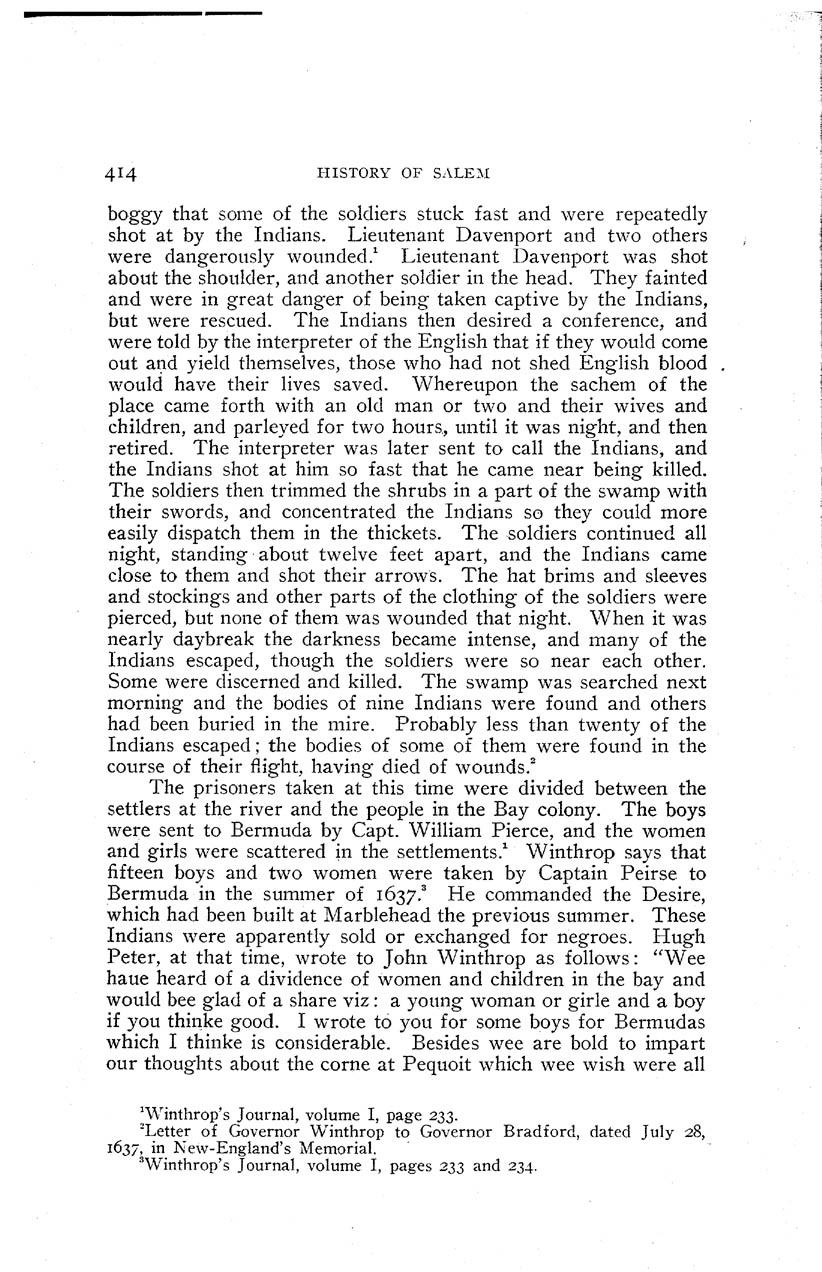 414 HISTORY OF SALEM
boggy that some of the soldiers stuck fast and were repeatedly
shot at by the Indians. Lieutenant Davenport and two others
were dangerously wounded.¹ Lieutenant Davenport was shot
about the shoulder, and another soldier in the head. They fainted
and were in great danger of being taken captive by the Indians,
but were rescued. The Indians then desired a conference, and
were told by the interpreter of the English that if they would come
out and yield themselves, those who had not shed English blood
would have their lives saved. Whereupon the sachem of the
place came forth with an old man or two and their wives and
children, and parleyed for two hours, until it was night, and then
retired. The interpreter was later sent to call the Indians, and
the Indians shot at him so fast that he came near being killed.
The soldiers then trimmed the shrubs in a part of the swamp with
their swords, and concentrated the Indians so they could more
easily dispatch them in the thickets. The soldiers continued all
night, standing about twelve feet apart, and the Indians came
close to them and shot their arrows. The hat brims and sleeves
and stockings and other parts of the clothing of the soldiers were
pierced, but none of them was wounded that night. When it was
nearly daybreak the darkness became intense, and many of the
Indians escaped, though the soldiers were so near each other.
Some were discerned and killed. The swamp was searched next
morning and the bodies of nine Indians were found and others
had been buried in the mire. Probably less than twenty of the
Indians escaped; the bodies of some of them were found in the
course of their flight, having died of wounds.²
The prisoners taken at this time were divided between the
settlers at the river and the people in the Bay colony. The boys
were sent to Bermuda by Capt. William Pierce, and the women
and girls were scattered in the settlements.¹ Winthrop says that
fifteen boys and two women were taken by Captain Peirse to
Bermuda in the summer of 1637.³ He commanded the Desire,
which had been built at Marblehead the previous summer. These
Indians were apparently sold or exchanged for negroes. Hugh
Peter, at that time, wrote to John Winthrop as follows: "Wee
haue heard of a dividence of women and children in the bay and
would bee glad of a share viz: a young woman or girle and a boy
if you thinke good. I wrote to you for some boys for Bermudas
which I thinke is considerable. Besides wee are bold to impart
our thoughts about the corne at Pequoit which wee wish were all
¹Winthrop's Journal, volume I, page 233.
²Letter of Governor Winthrop to Governor Bradford, dated July 28,
1637, in New-England's Memorial.
³Winthrop's Journal, volume I, pages 233 and 234.